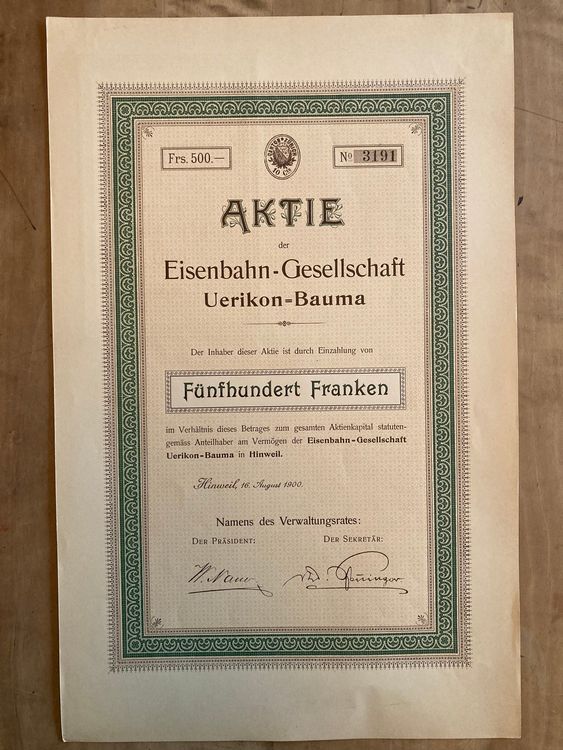 Frs. 500.—
10 Cts
No 3191
AKTIE
der
Eisenbahn-Gesellschaft
Uerikon=Bauma
Der Inhaber dieser Aktie ist durch Einzahlung von
Fünfhundert Franken
im Verhältnis dieses Betrages zum gesamten Aktienkapital statuten-
gemäss Anteilhaber am Vermögen der Eisenbahn-Gesellschaft
Uerikon-Bauma in Hinweil.
Hinweil, 16. August 1900.
Namens des Verwaltungsrates:
DER PRÄSIDENT: DER SEKRETÄR: